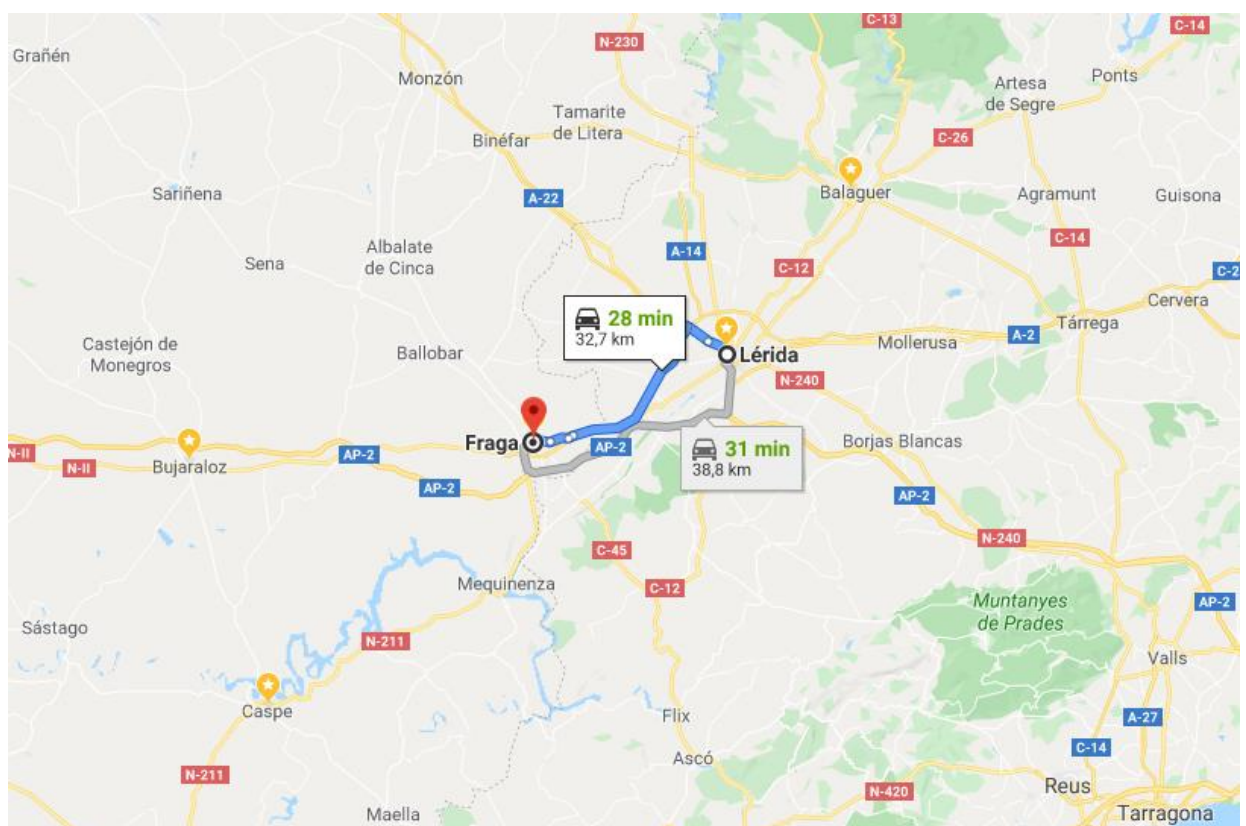 C-13
C-14
N-230
Grañén
Monzón
Ponts
Artesa
de Segre
Tamarite
de Litera
Binéfar
C-26
Sariñena
A-22
Balaguer
Agramunt
Guisona
Albalate
de Cinca
C-14
Sena
A-14
C-12
C-2
Cervera
28 min
32,7 km
Tárrega
Castejón de
Monegros
Ballobar
Lérida
Mollerusa
A-2
N-240
Fraga
AP-2
Borjas Blancas
N-II
AP-2
31 min
38,8 km
N-II
Bujaraloz
AP-2
AP-2
N-240
C-45
Mequinenza
C-12
Muntanyes
de Prades
AP-2
Sástago
N-211
Valls
Caspe
Flix
A-27
Ascó
C-14
N-211
Reus
N-420
Maella
Tarragona